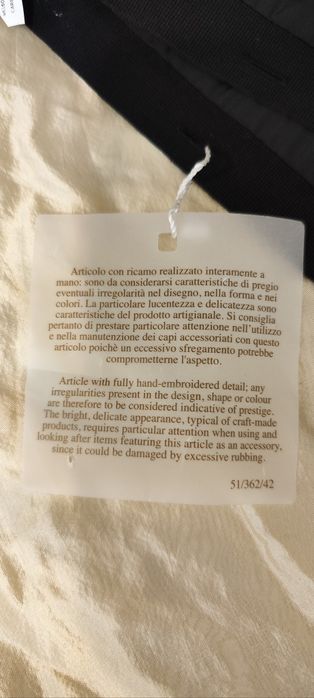 Articolo con ricamo realizzato interamente a
mano: sono da considerarsi caratteristiche di pregio
eventuali irregolarità nel disegno, nella forma e nei
colori. La particolare lucentezza e delicatezza sono
caratteristiche del prodotto artigianale. Si consiglia
pertanto di prestare particolare attenzione nell'utilizzo
e nella manutenzione dei capi accessoriati con questo
articolo poichè un eccessivo sfregamento potrebbe
comprometterne l'aspetto.
Article with fully hand-embroidered detail; any
irregularities present in the design, shape or colour
are therefore to be considered indicative of prestige.
The bright, delicate appearance, typical of craft-made
products, requires particular attention when using and
looking after items featuring this article as an accessory,
since it could be damaged by excessive rubbing.
51/362/42